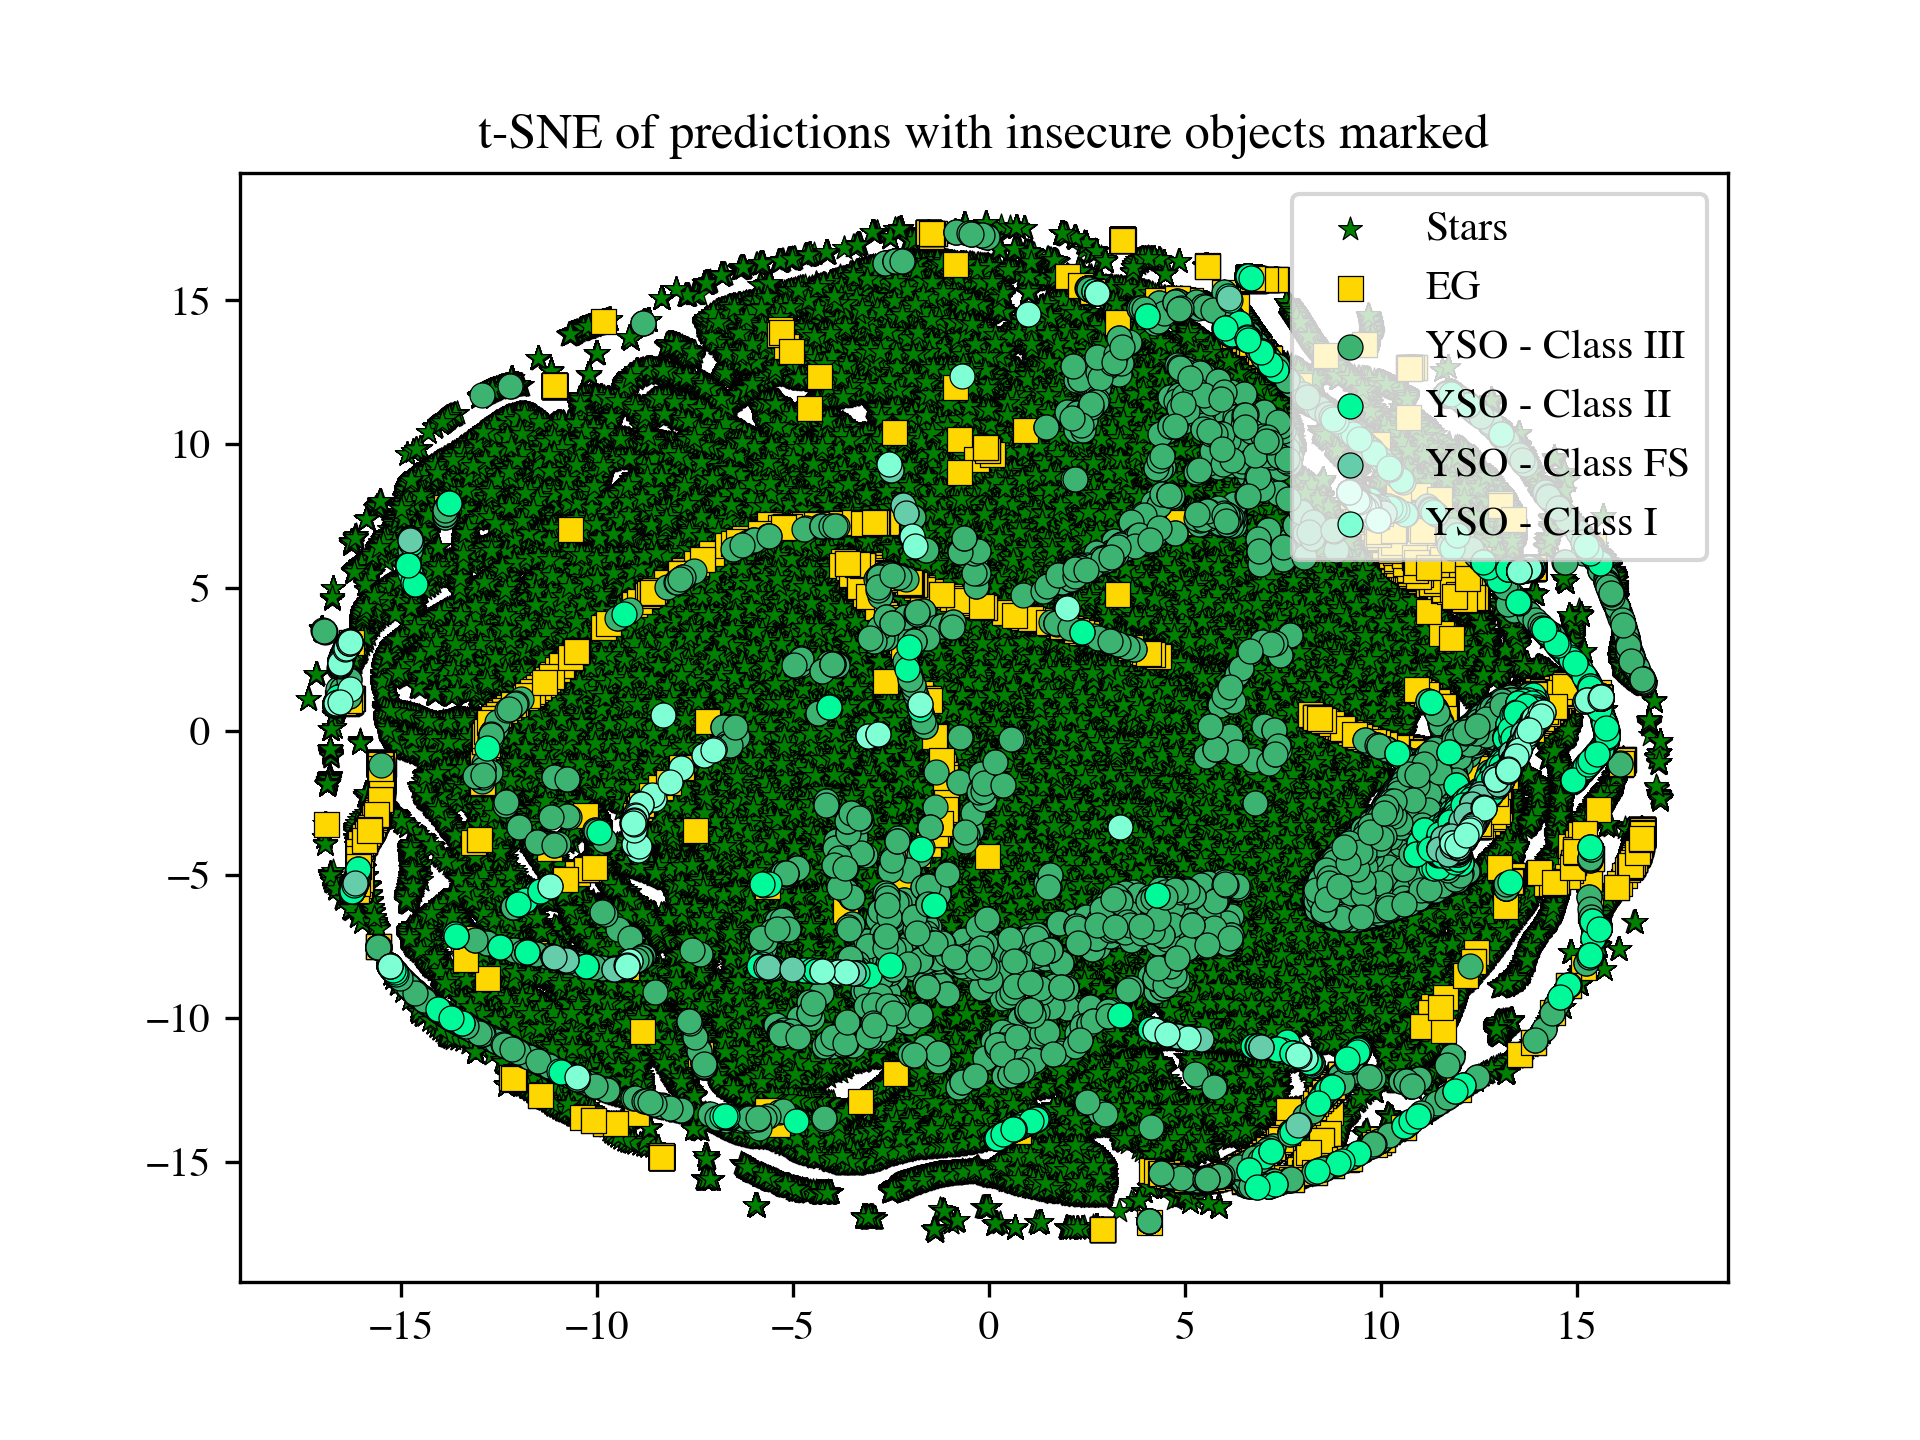 t-SNE of predictions with insecure objects marked
Stars
EG
YSO - Class III
YSO - Class II
YSO - Class FS
YSO - Class I
15
10
5
0
−5
−10
−15
−15
−10
−5
0
5
10
15